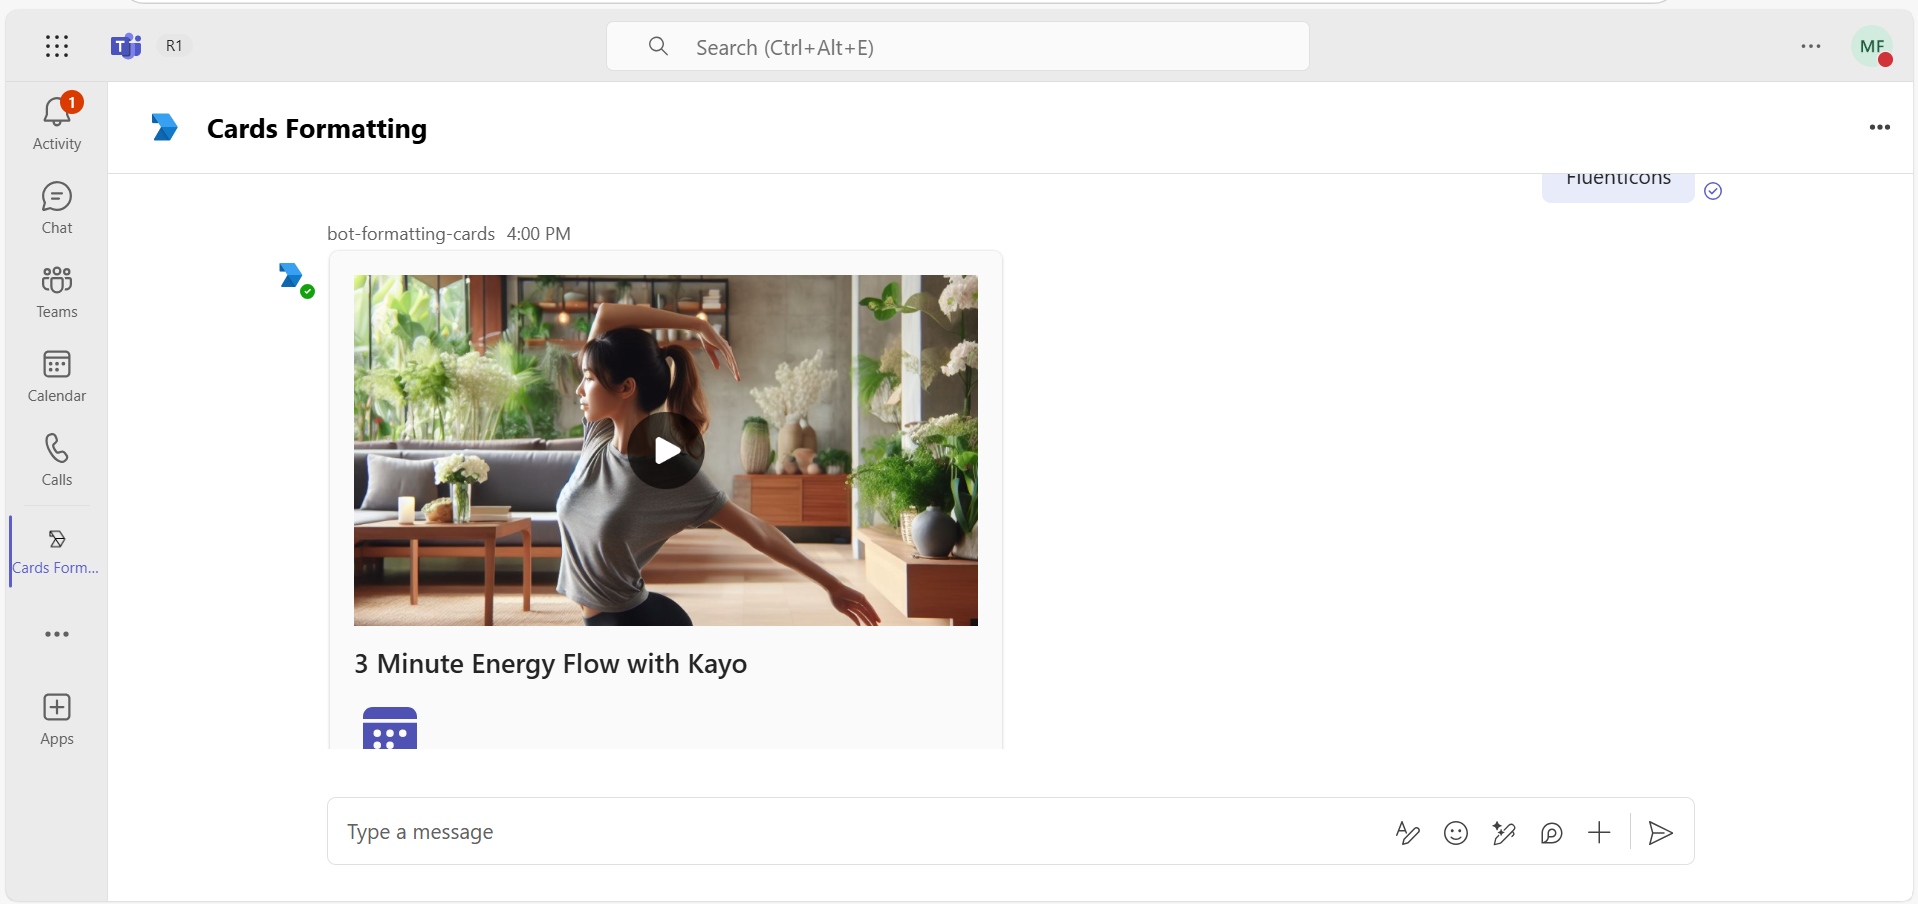 R1
Search (Ctrl+Alt+E)
MF
1
Activity
Chat
Teams
Calendar
Calls
Cards Form...
Apps
Cards Formatting
FluentIcons
bot-formatting-cards 4:00 PM
3 Minute Energy Flow with Kayo
Type a message